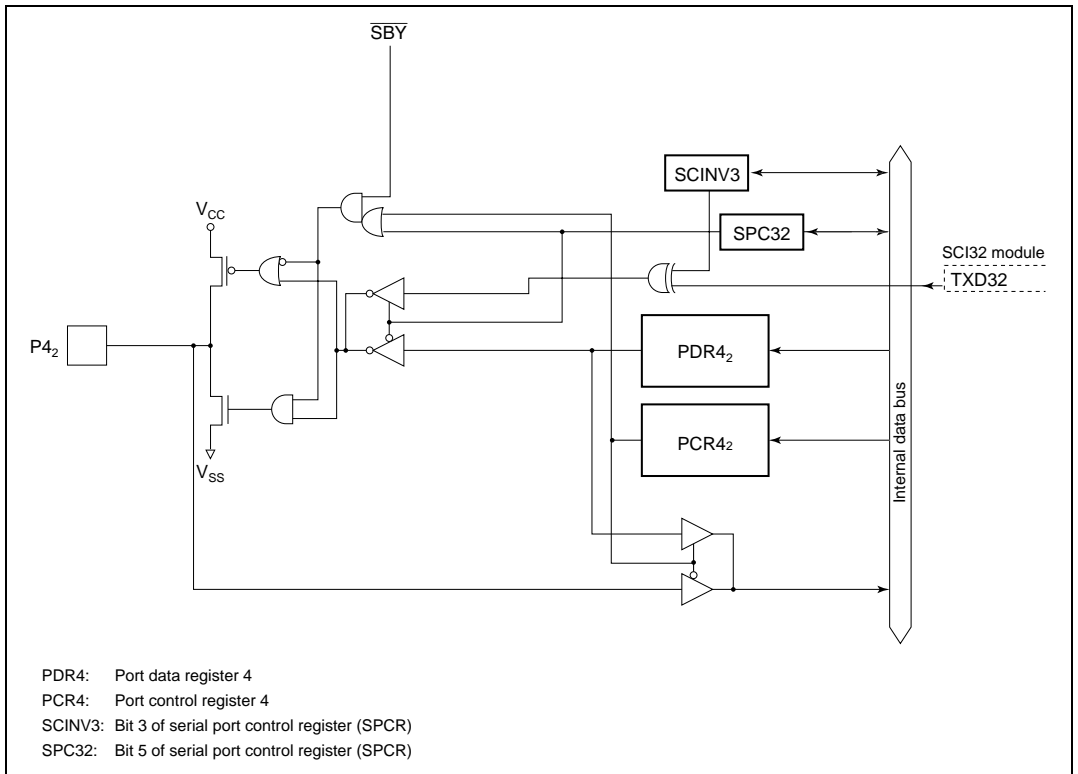 SBY
SCINV3
VCC
SPC32
SCI32 module
TXD32
P42
PDR42
PCR42
VSS
Internal data bus
PDR4: Port data register 4
PCR4: Port control register 4
SCINV3: Bit 3 of serial port control register (SPCR)
SPC32: Bit 5 of serial port control register (SPCR)